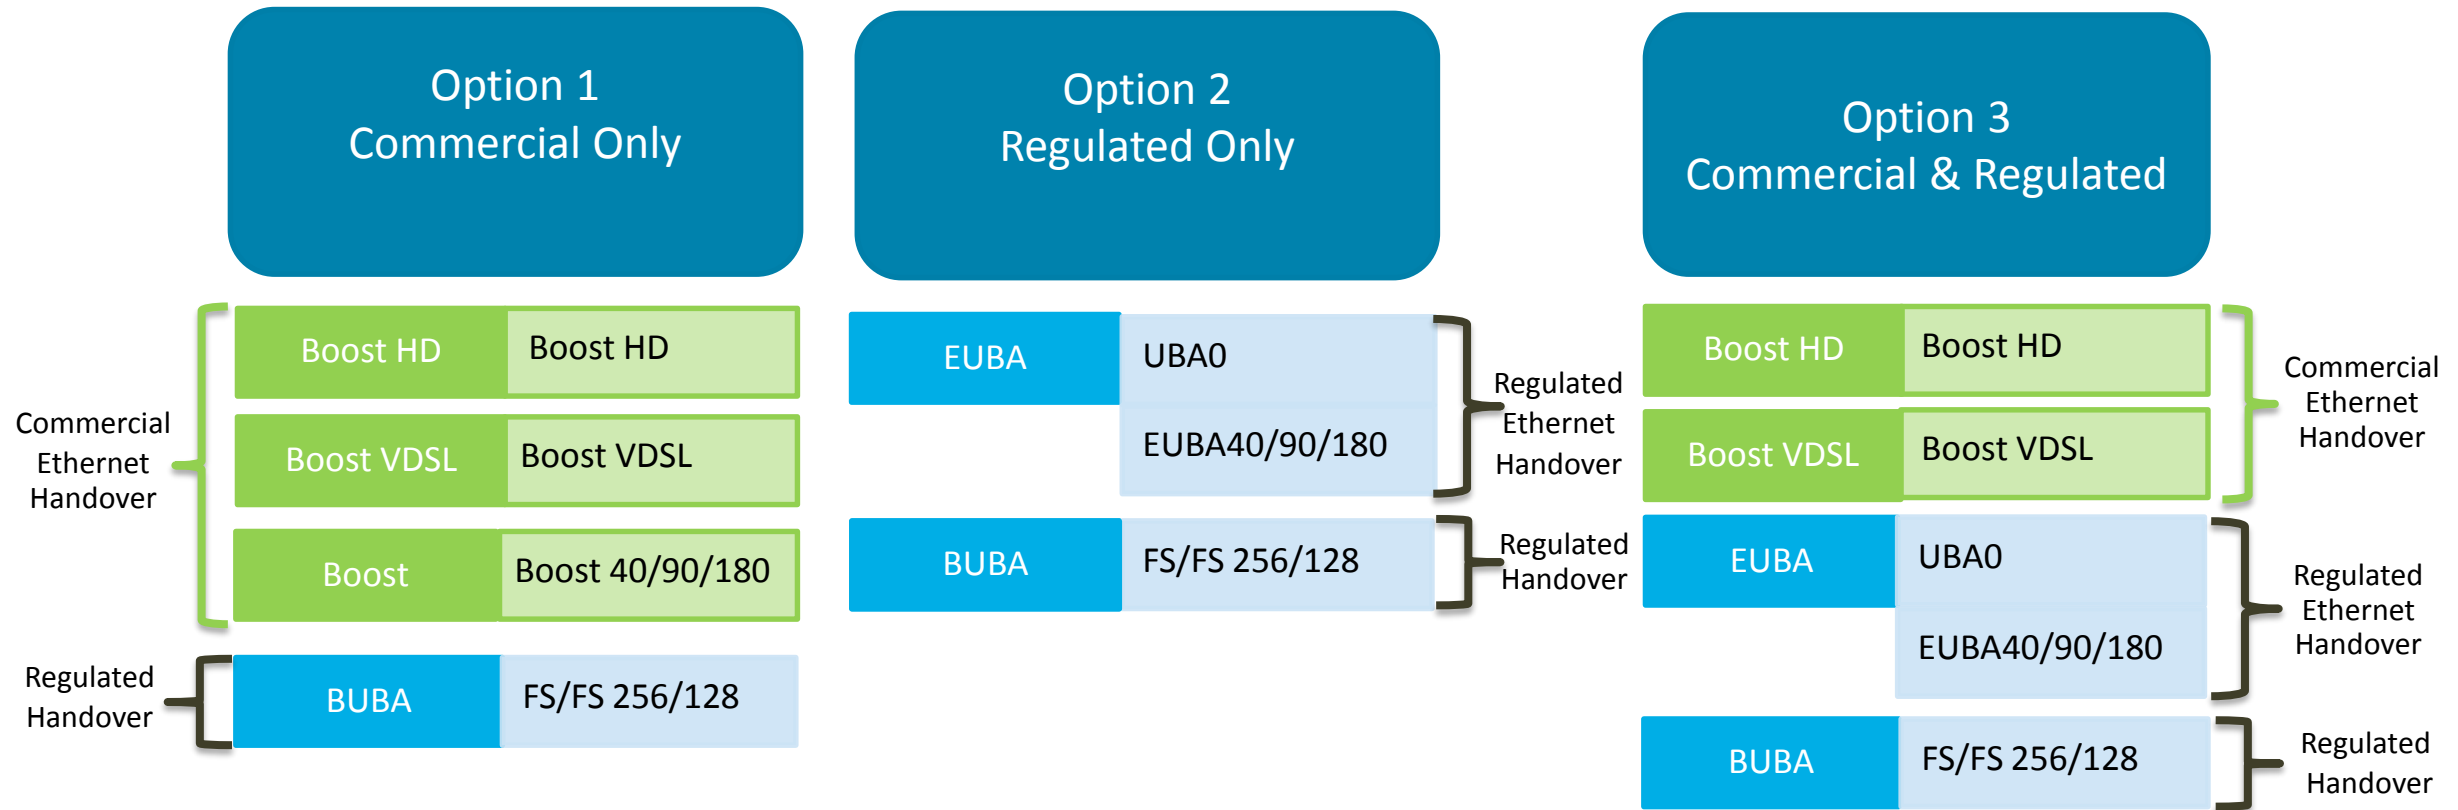 Option 1
Commercial Only
Commercial
Ethernet
Handover
Boost HD
Boost HD
Boost VDSL
Boost VDSL
Boost
Boost 40/90/180
Regulated
Handover
BUBA
FS/FS 256/128
Option 2
Regulated Only
EUBA
UBA0
EUBA40/90/180
Regulated
Ethernet
Handover
BUBA
FS/FS 256/128
Regulated
Handover
Option 3
Commercial & Regulated
Boost HD
Boost HD
Boost VDSL
Boost VDSL
Commercial
Ethernet
Handover
EUBA
UBA0
EUBA40/90/180
Regulated
Ethernet
Handover
BUBA
FS/FS 256/128
Regulated
Handover